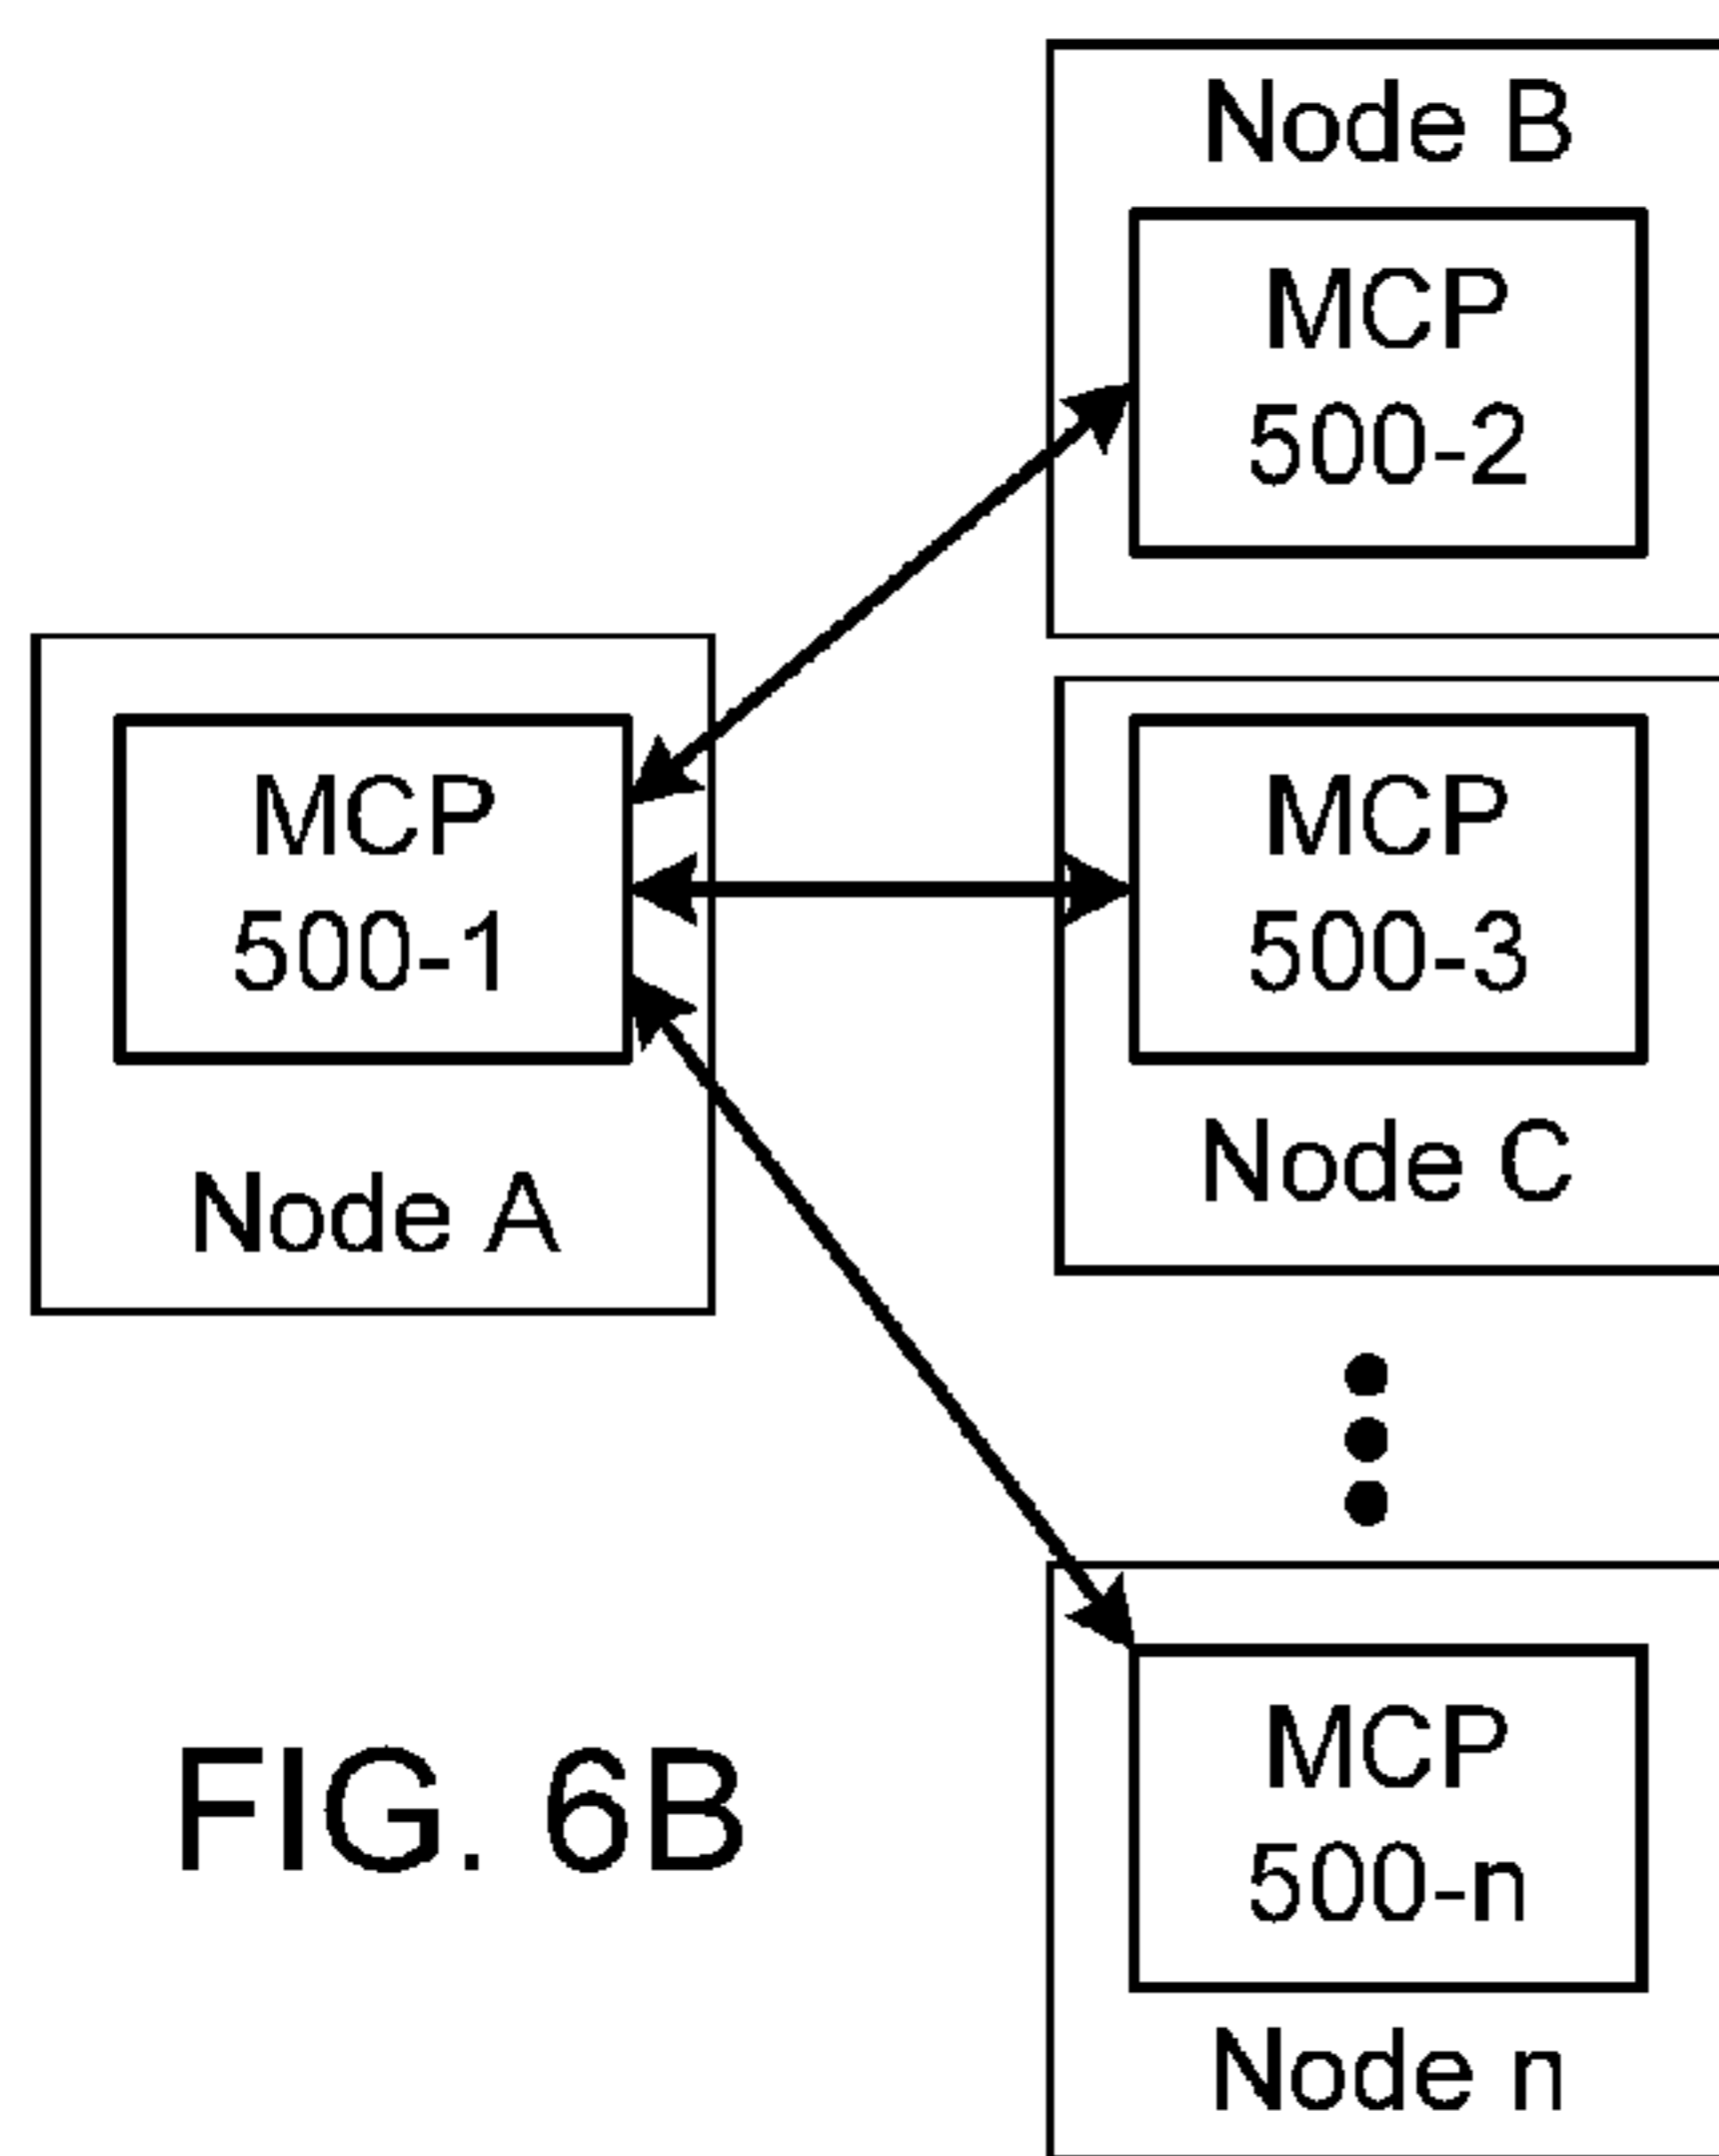 Node B
MCP
500-2
MCP
500-1
Node A
MCP
500-3
Node C
MCP
500-n
Node n
FIG. 6B